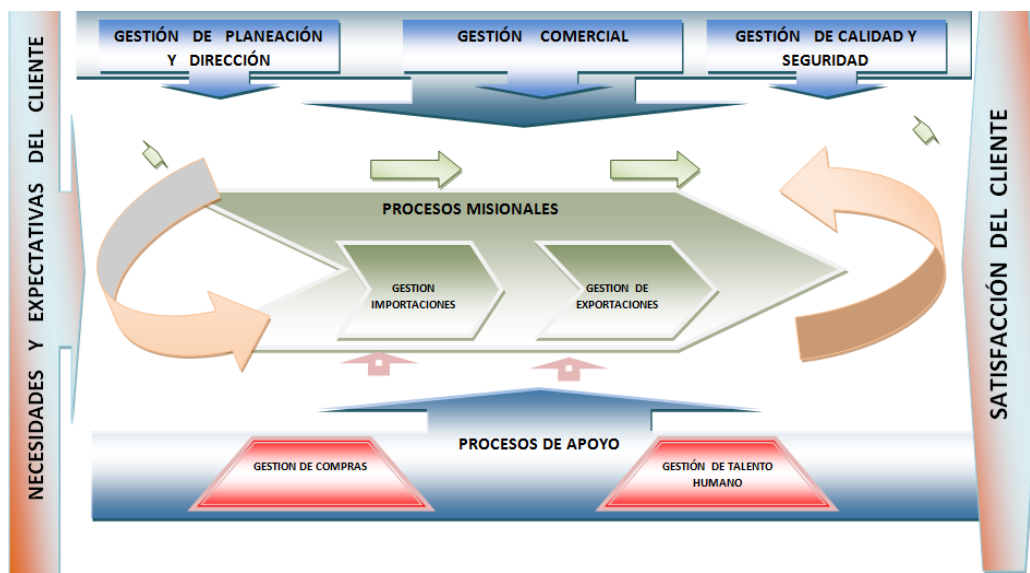 NECESIDADES Y EXPECTATIVAS DEL CLIENTE
GESTIÓN DE PLANEACIÓN
Y DIRECCIÓN
GESTIÓN COMERCIAL
GESTIÓN DE CALIDAD Y
SEGURIDAD
PROCESOS MISIONALES
GESTION
IMPORTACIONES
GESTION DE
EXPORTACIONES
PROCESOS DE APOYO
GESTION DE COMPRAS
GESTIÓN DE TALENTO
HUMANO
SATISFACCIÓN DEL CLIENTE